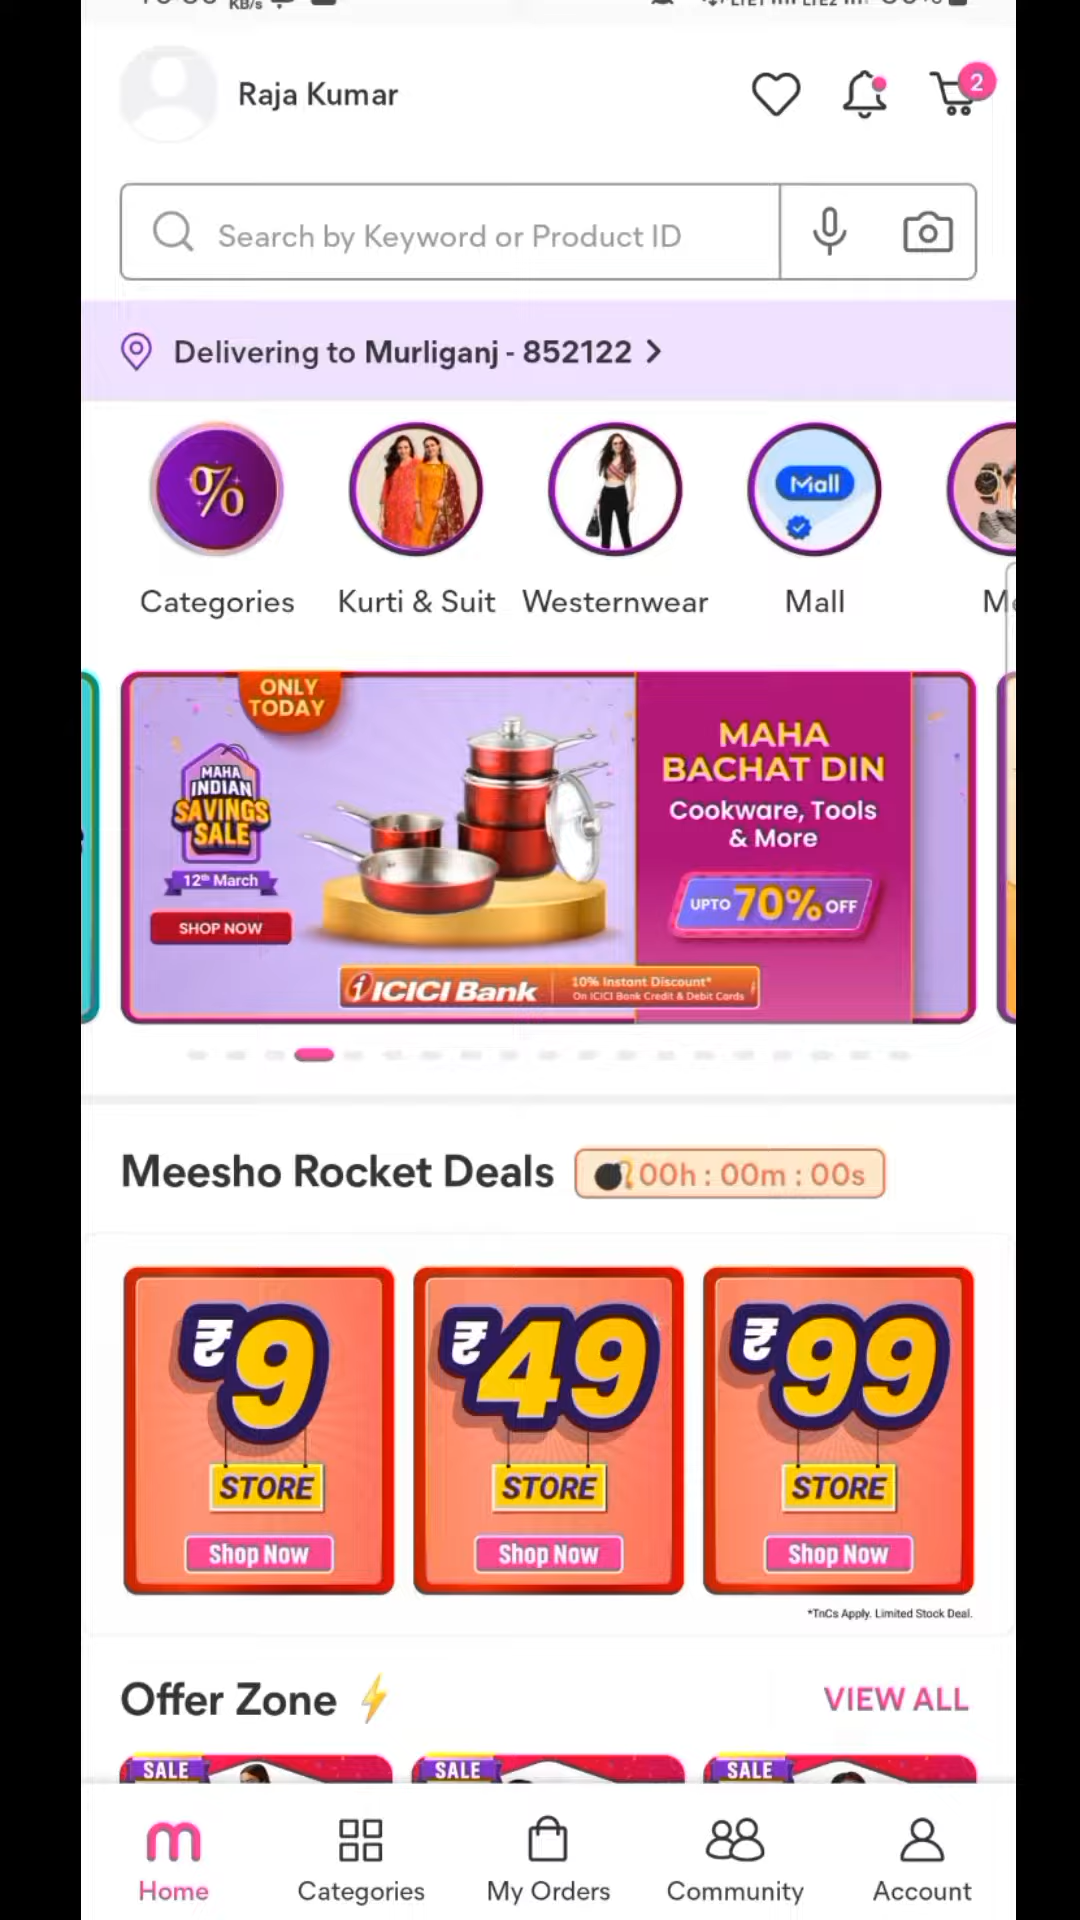 KB/s
Raja Kumar
2
Search by Keyword or Product ID
Delivering to Murliganj - 852122
%
Mall
Categories
Kurti & Suit
Westernwear
Mall
ONLY
TODAY
MAHA
INDIAN
SAVINGS
SALE
12th March
SHOP NOW
MAHA
BACHAT DIN
Cookware, Tools
& More
UPTO 70% OFF
ICICI Bank
10% Instant Discount*
On ICICI Bank Credit & Debit Cards
Meesho Rocket Deals
00h : 00m : 00s
₹9
STORE
Shop Now
₹49
STORE
Shop Now
₹99
STORE
Shop Now
*TnCs Apply. Limited Stock Deal.
Offer Zone
VIEW ALL
SALE
SALE
SALE
Home
Categories
My Orders
Community
Account